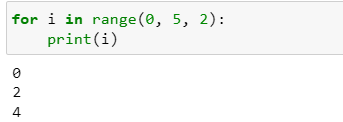 for i in range(0, 5, 2):
    print(i)
0
2
4